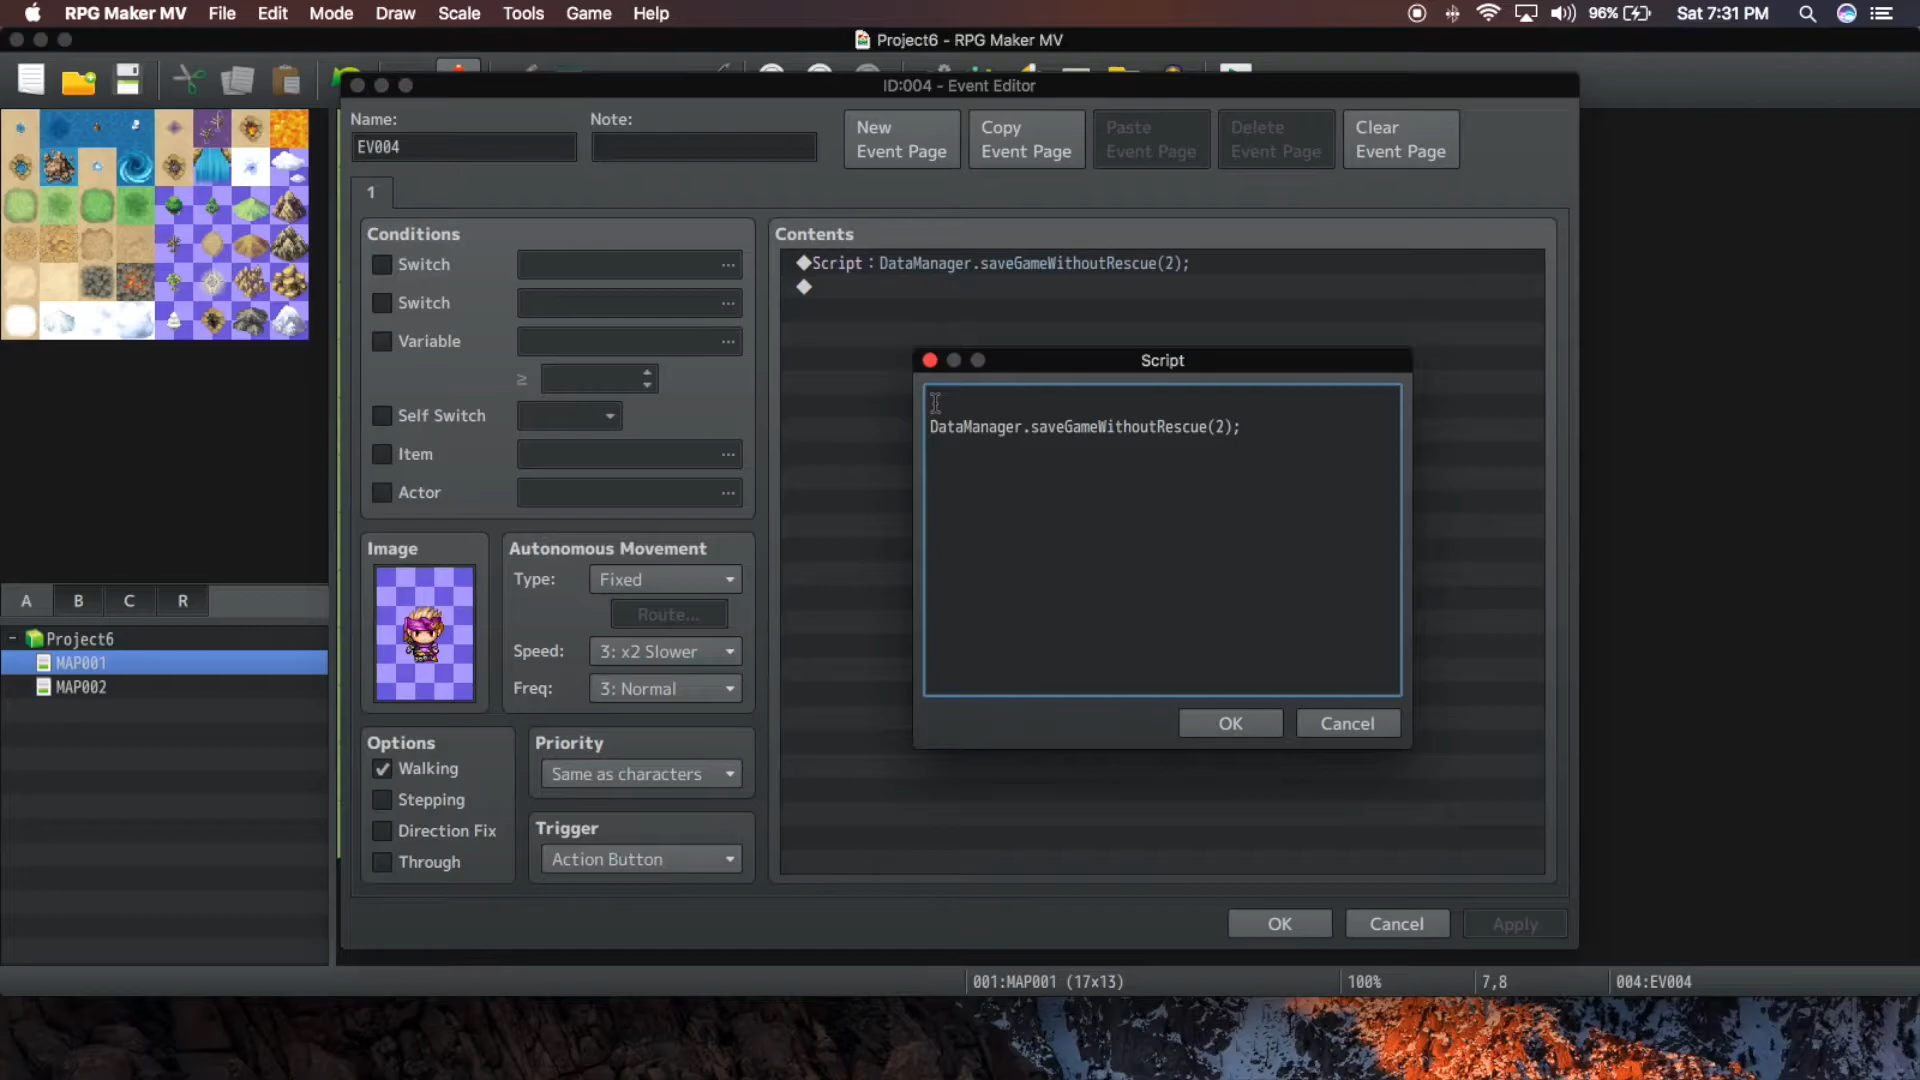 RPG Maker MV File Edit Mode Draw Scale Tools Game Help 96% Sat 7:31 PM
Project6 - RPG Maker MV
ID:004 - Event Editor
Name:
Note:
EV004
New Event Page
Copy Event Page
Paste Event Page
Delete Event Page
Clear Event Page
1
Conditions
Switch ...
Switch ...
Variable ...
≥
Self Switch
Item ...
Actor ...
Image
Autonomous Movement
Type: Fixed
Route...
Speed: 3: x2 Slower
Freq: 3: Normal
Options
Walking
Stepping
Direction Fix
Through
Priority
Same as characters
Trigger
Action Button
Contents
◆Script：DataManager.saveGameWithoutRescue(2);
◆
Script
DataManager.saveGameWithoutRescue(2);
OK Cancel
OK Cancel Apply
A B C R
Project6
MAP001
MAP002
001:MAP001 (17x13) 100% 7,8 004:EV004